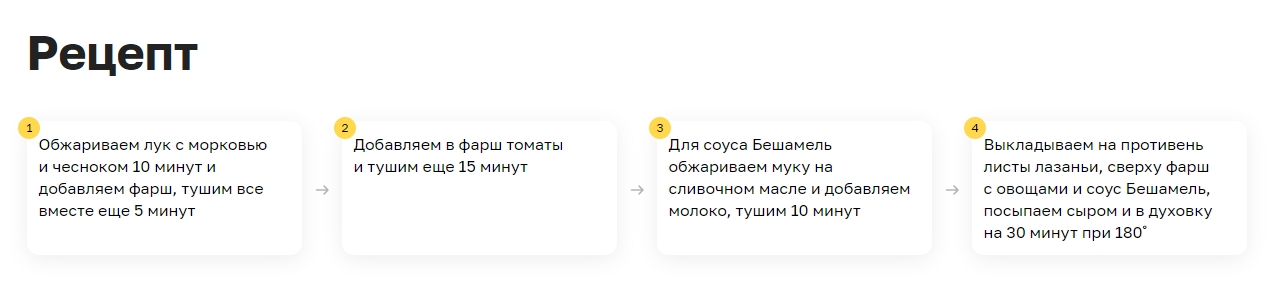 Рецепт
1
Обжариваем лук с морковью
и чесноком 10 минут и
добавляем фарш, тушим все
вместе еще 5 минут
2
Добавляем в фарш томаты
и тушим еще 15 минут
3
Для соуса Бешамель
обжариваем муку на
сливочном масле и добавляем
молоко, тушим 10 минут
4
Выкладываем на противень
листы лазаньи, сверху фарш
с овощами и соус Бешамель,
посыпаем сыром и в духовку
на 30 минут при 180˚